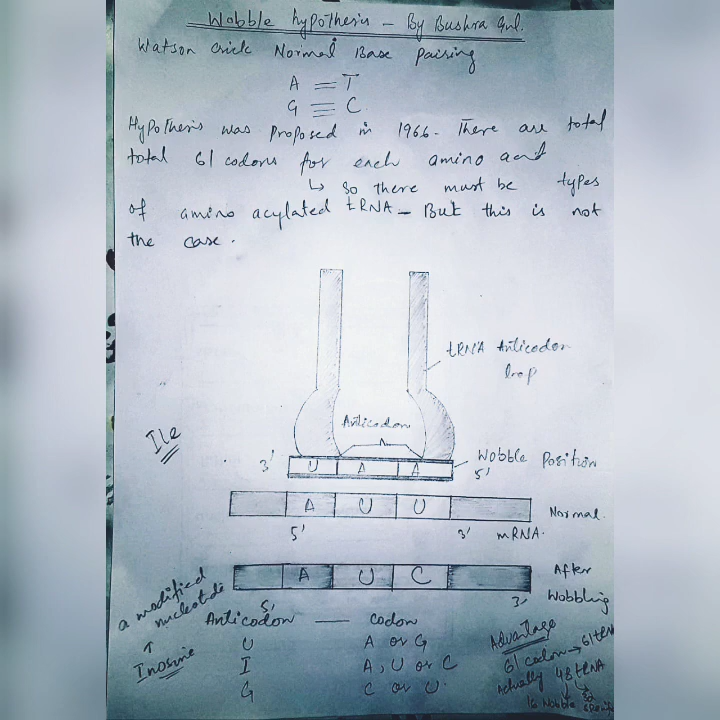 Wobble hypothesis - By Bushra Gul.
Watson Crick Normal Base Pairing
A = T
G ≡ C
Hypothesis was proposed in 1966. There are total
total 61 codons for each amino acid
↳ so there must be types
of amino acylated tRNA - But this is not
the case.
tRNA Anticodon
loop
Anticodon
Ile
3' U A A 5'
Wobble Position
A U U Normal
5' 3' mRNA.
A U C After
5' 3' Wobbling
a modified
nucleotide
↑
Inosine
Anticodon — codon
U A or G
I A, U or C
G C or U
Advantage
61 codon → 61 tRNA
Actually 48 tRNA
16 Wobble